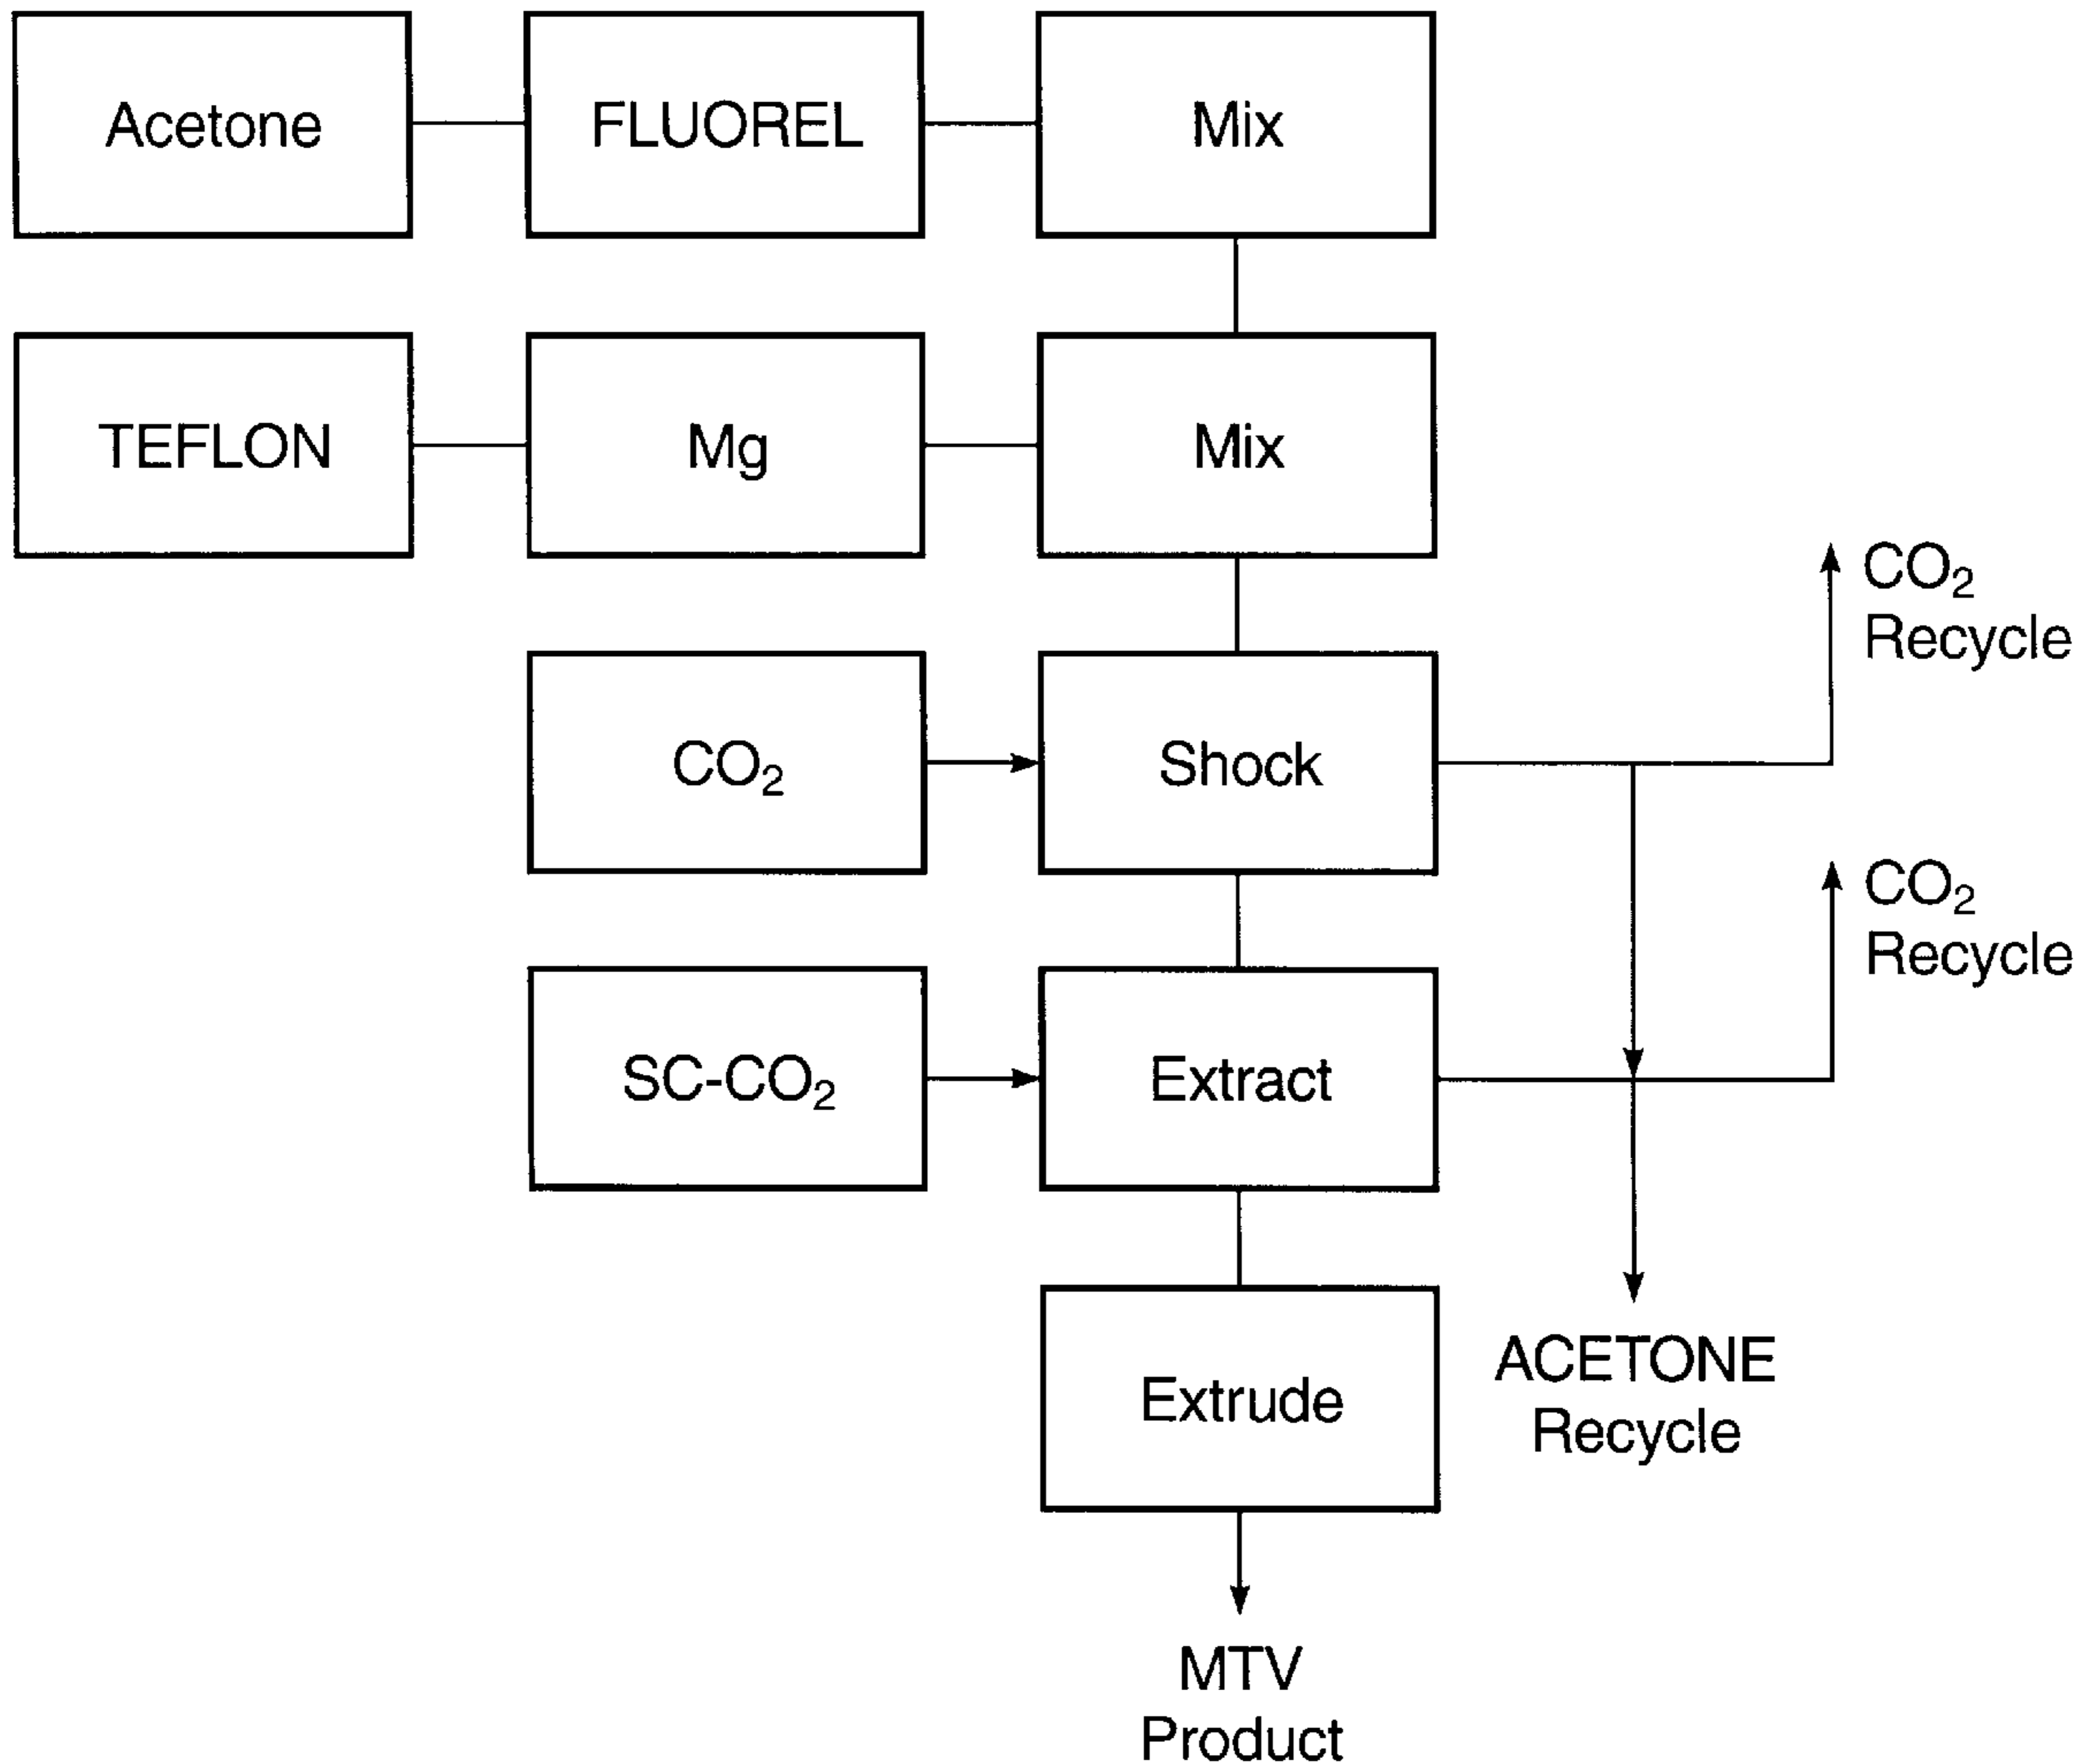 Acetone
FLUOREL
Mix
TEFLON
Mg
Mix
CO₂
Recycle
CO₂
Shock
CO₂
Recycle
SC-CO₂
Extract
Extrude
ACETONE
Recycle
MTV
Product